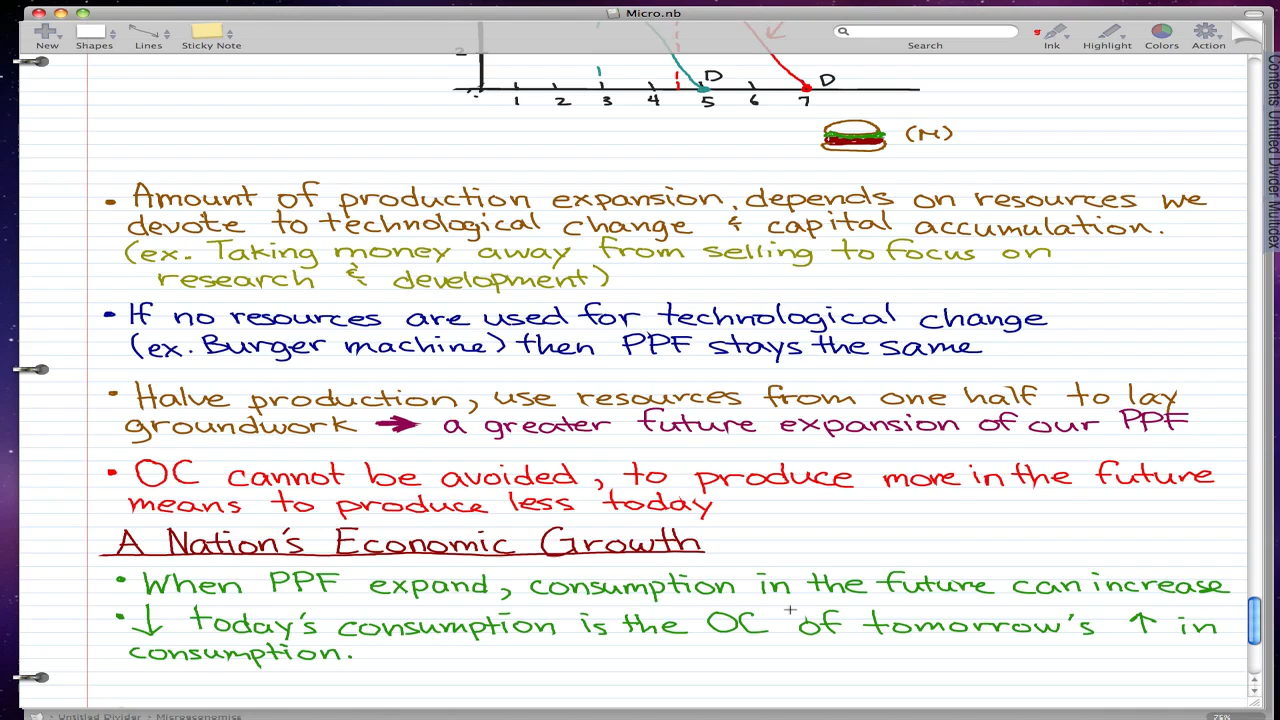 Micro.nb
New Shapes Lines Sticky Note Search Ink Highlight Colors Action
2
D D
1 2 3 4 5 6 7
(M)
• Amount of production expansion, depends on resources we
devote to technological change & capital accumulation.
(ex. Taking money away from selling to focus on
research & development)
• If no resources are used for technological change
(ex. Burger machine) then PPF stays the same
• Halve production, use resources from one half to lay
groundwork → a greater future expansion of our PPF
• OC cannot be avoided, to produce more in the future
means to produce less today
A Nation's Economic Growth
• When PPF expand, consumption in the future can increase
• ↓ today's consumption is the OC of tomorrow's ↑ in
consumption.
Contents Untitled Divider Multidex
Untitled Divider • Microeconomics
75%